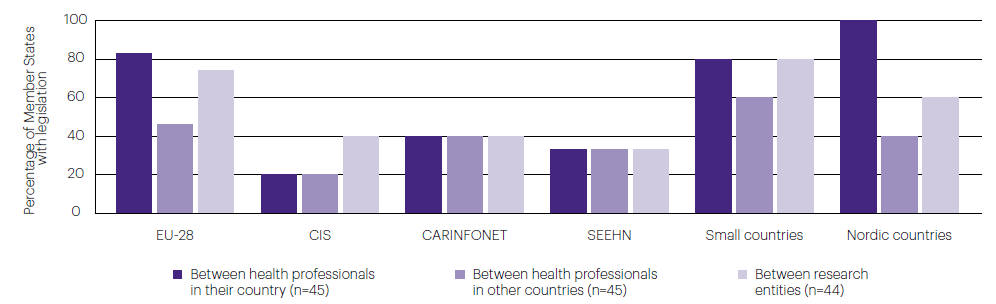 Percentage of Member States
with legislation
100
80
60
40
20
0
EU-28
CIS
CARINFONET
SEEHN
Small countries
Nordic countries
Between health professionals
in their country (n=45)
Between health professionals
in other countries (n=45)
Between research
entities (n=44)